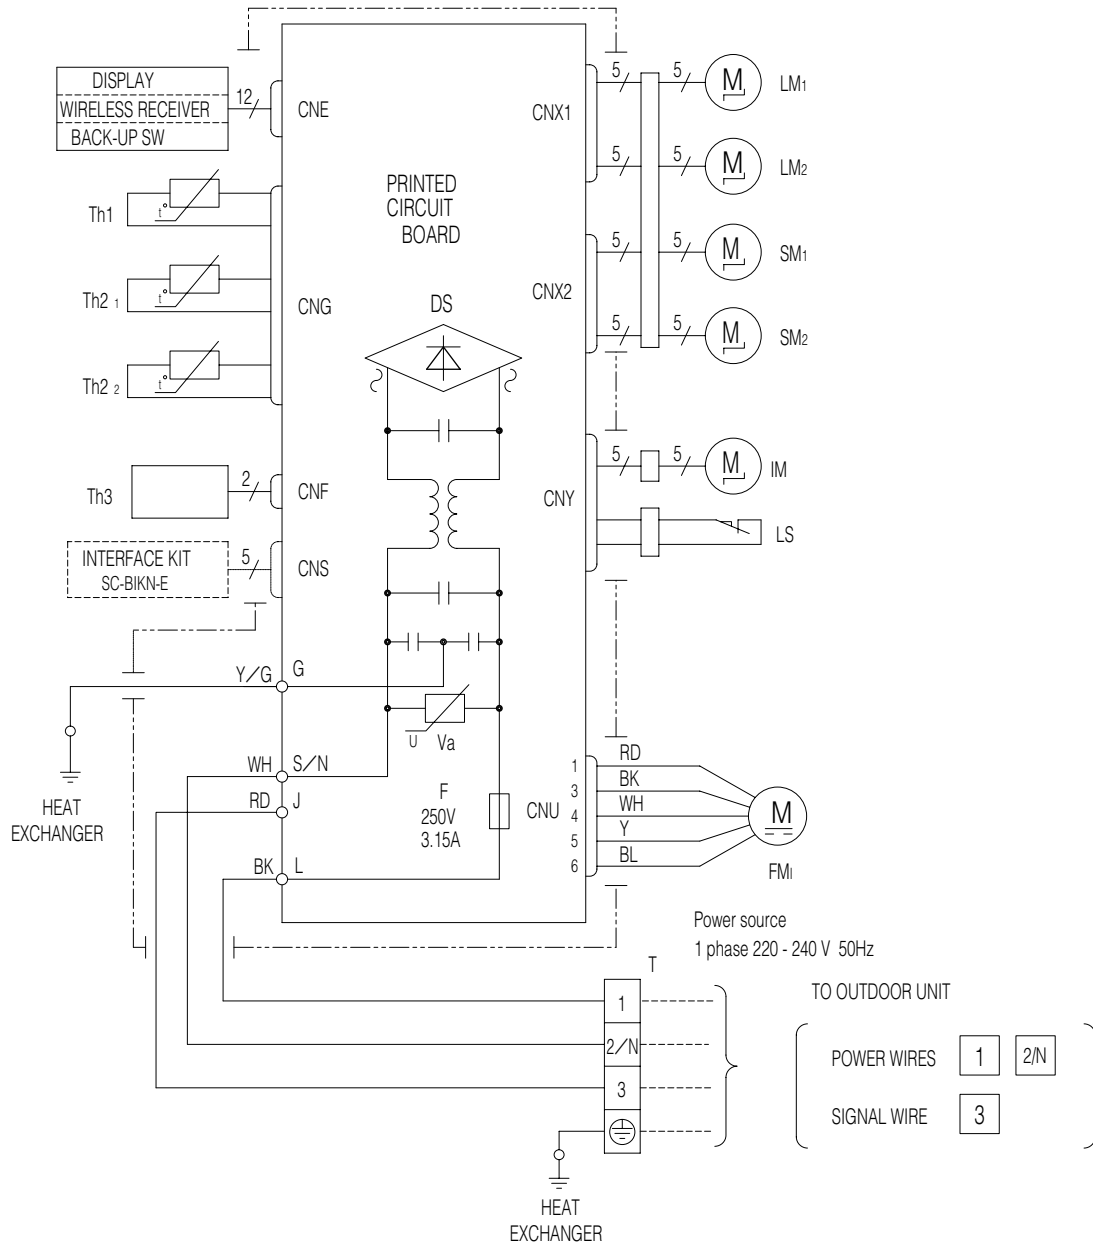 DISPLAY
WIRELESS RECEIVER
BACK-UP SW
12
CNE
PRINTED
CIRCUIT
BOARD
CNX1
5
5
M
LM1
5
5
M
LM2
CNX2
5
5
M
SM1
5
5
M
SM2
Th1
t°
Th2 1
t°
Th2 2
t°
CNG
DS
Th3
2
CNF
INTERFACE KIT
SC-BIKN-E
5
CNS
CNY
5
5
M
IM
LS
Y/G
G
U
Va
HEAT
EXCHANGER
WH
S/N
RD
J
F
250V
3.15A
BK
L
CNU
1
RD
3
BK
4
WH
5
Y
6
BL
M
FMI
Power source
1 phase 220 - 240 V 50Hz
T
1
2/N
3
TO OUTDOOR UNIT
POWER WIRES 1 2/N
SIGNAL WIRE 3
HEAT
EXCHANGER